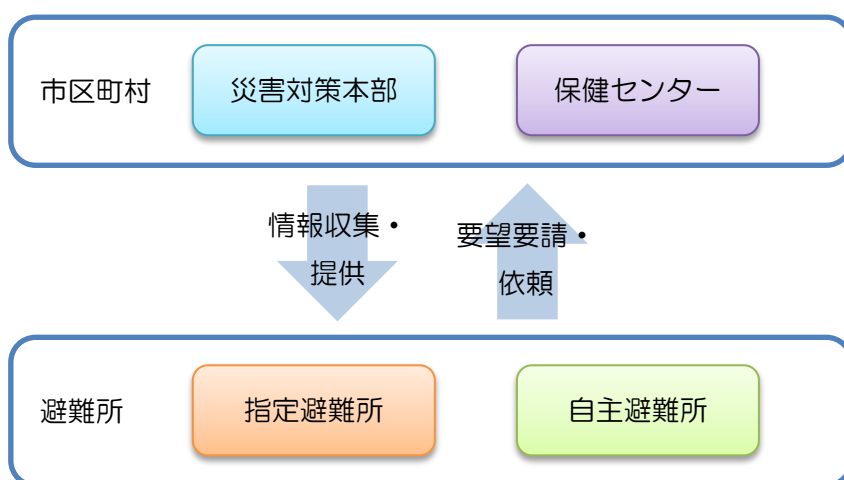 市区町村
災害対策本部
保健センター
情報収集・
提供
要望要請・
依頼
避難所
指定避難所
自主避難所